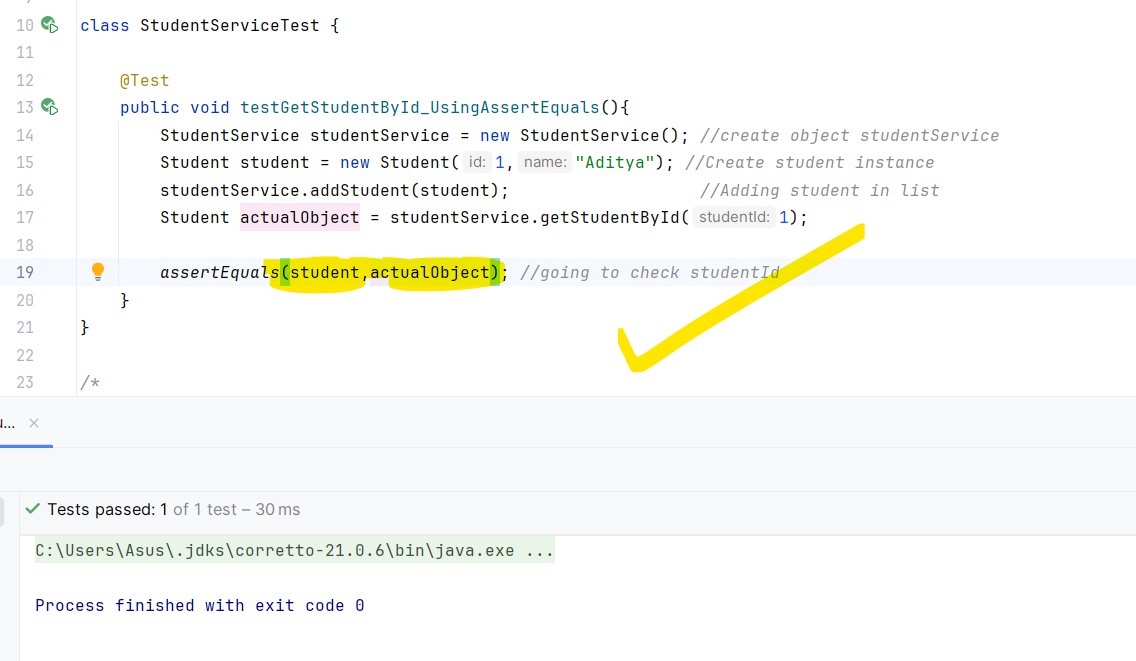 10 class StudentServiceTest {
11
12 @Test
13 public void testGetStudentById_UsingAssertEquals(){
14 StudentService studentService = new StudentService(); //create object studentService
15 Student student = new Student( id: 1, name: "Aditya"); //Create student instance
16 studentService.addStudent(student); //Adding student in list
17 Student actualObject = studentService.getStudentById( studentId: 1);
18
19 assertEquals(student,actualObject); //going to check studentId
20 }
21 }
22
23 /*
u... ×
Tests passed: 1 of 1 test – 30 ms
C:\Users\Asus\.jdks\corretto-21.0.6\bin\java.exe ...
Process finished with exit code 0